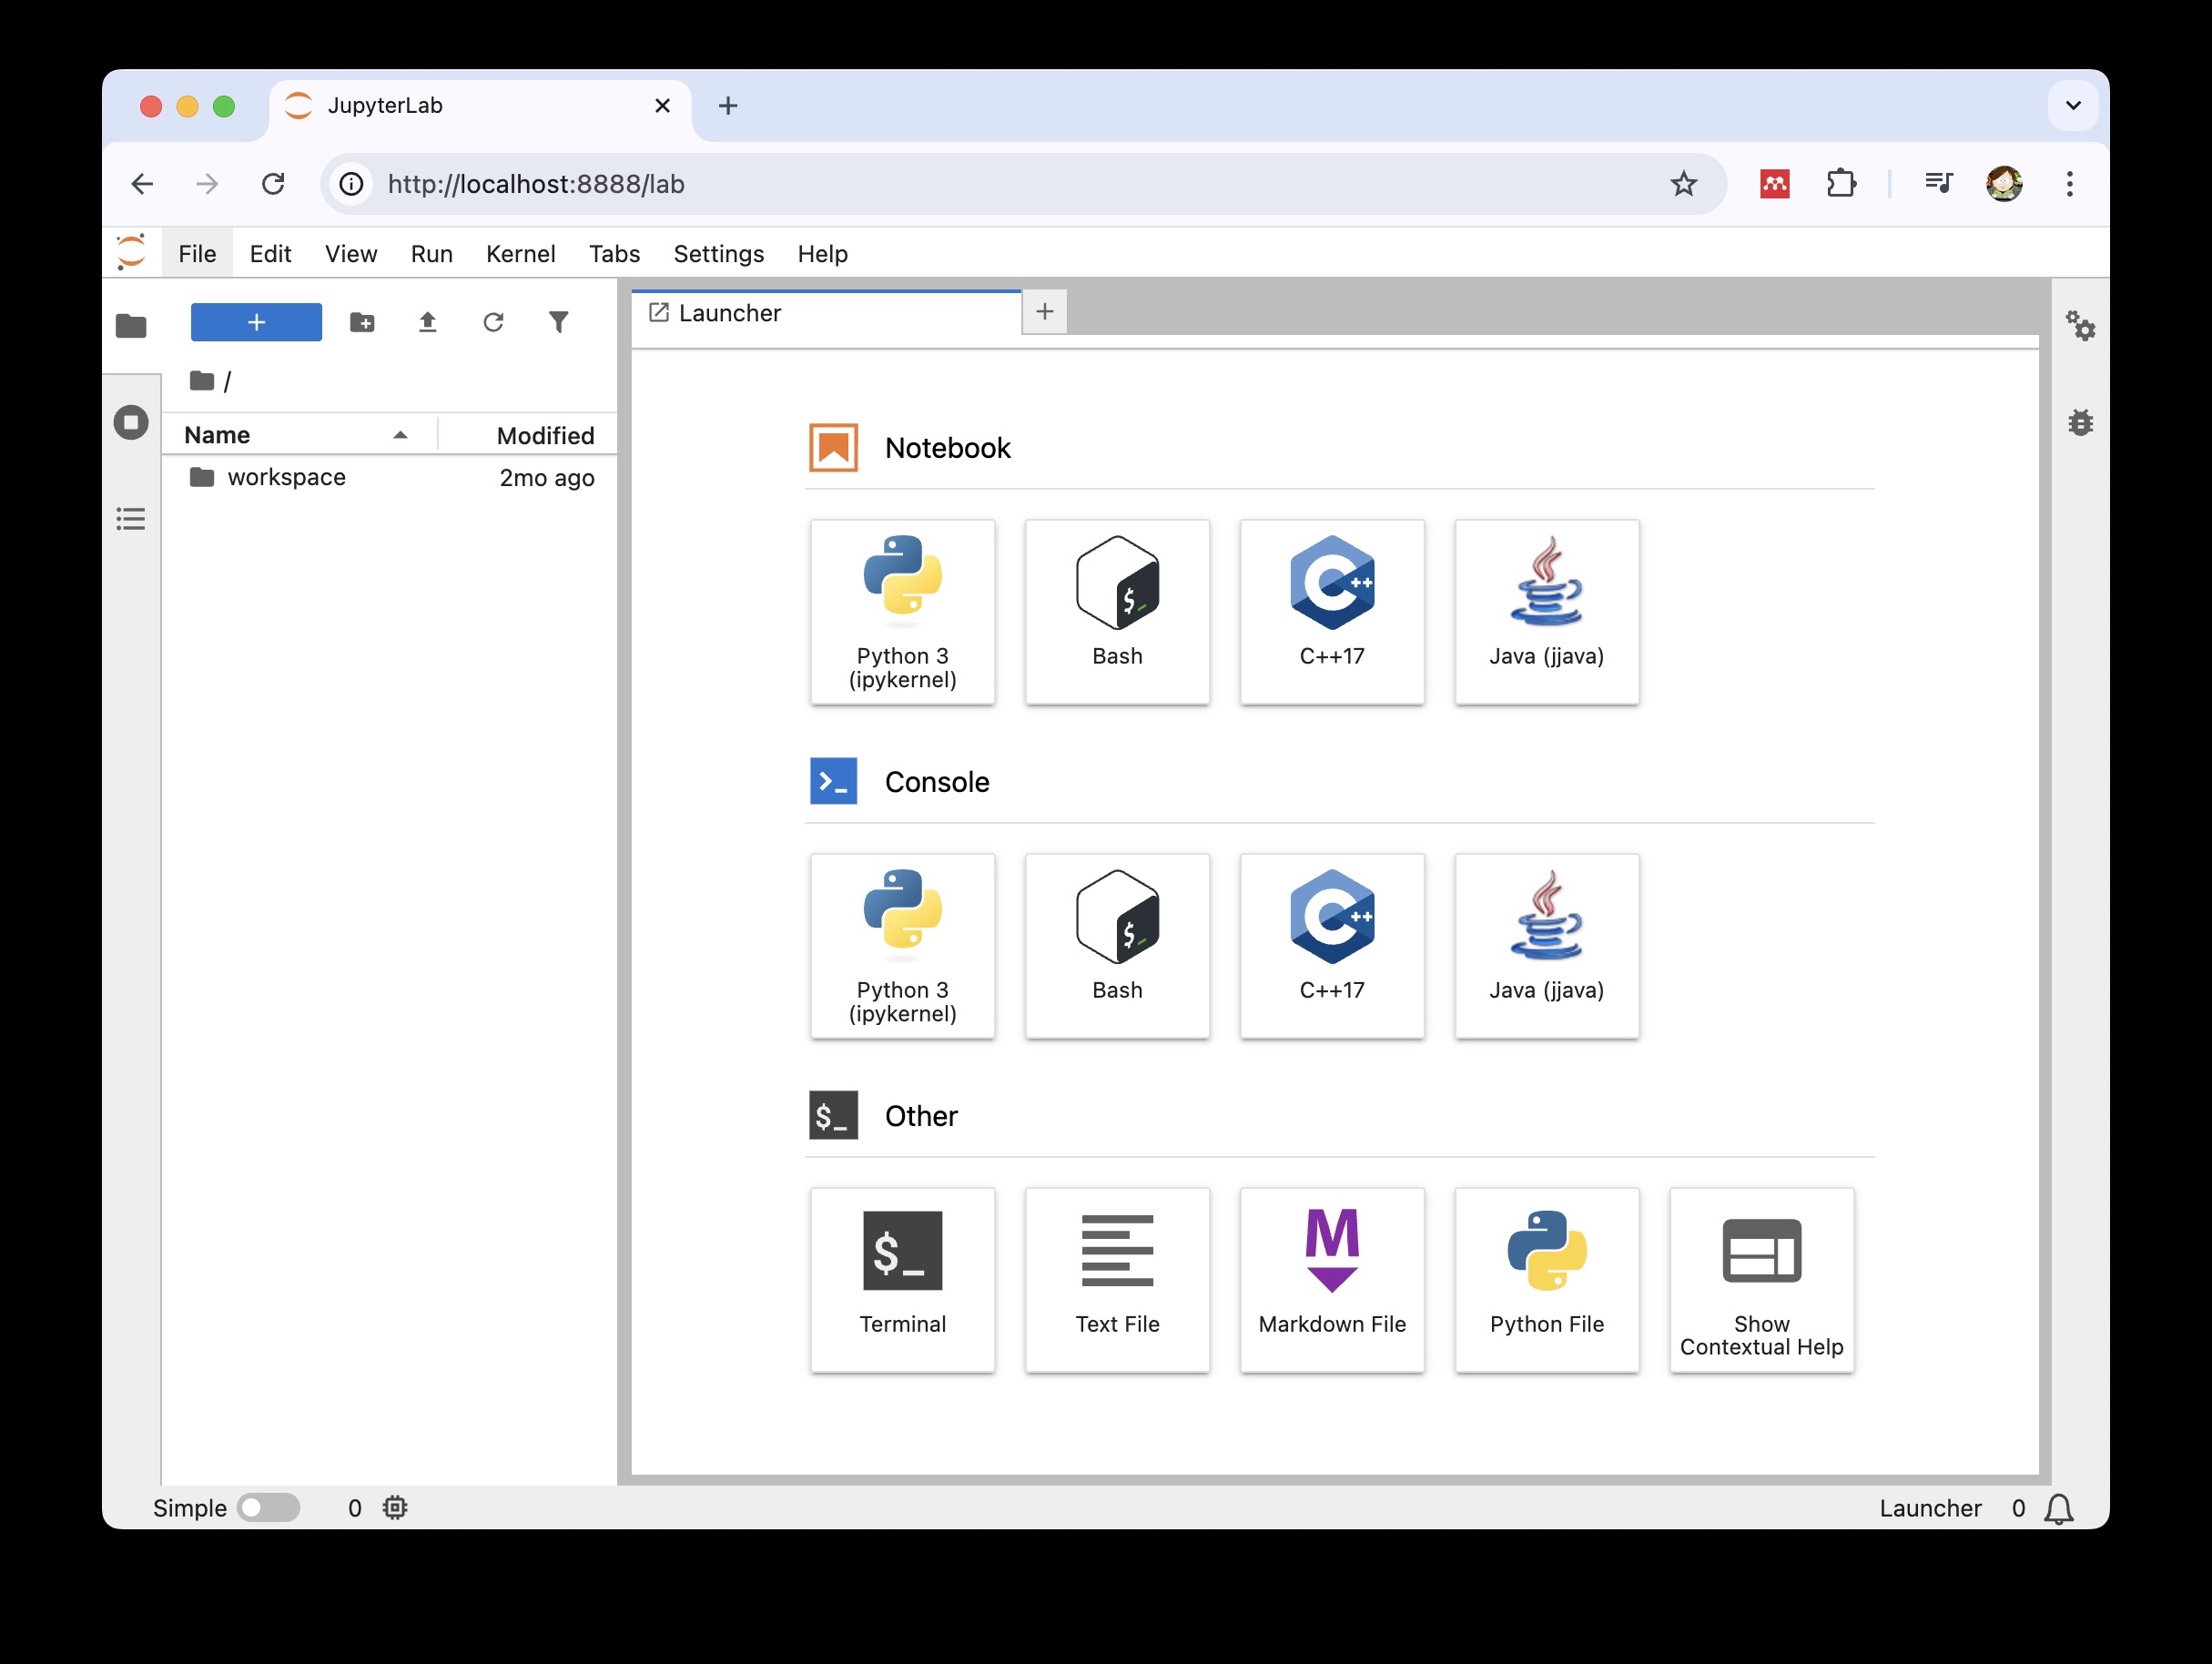 JupyterLab
http://localhost:8888/lab
File Edit View Run Kernel Tabs Settings Help
Launcher
/
Name Modified
workspace 2mo ago
Notebook
Python 3
(ipykernel)
Bash
C++17
Java (jjava)
Console
Python 3
(ipykernel)
Bash
C++17
Java (jjava)
$_ Other
$_
Terminal
Text File
M
Markdown File
Python File
Show
Contextual Help
Simple 0
Launcher 0